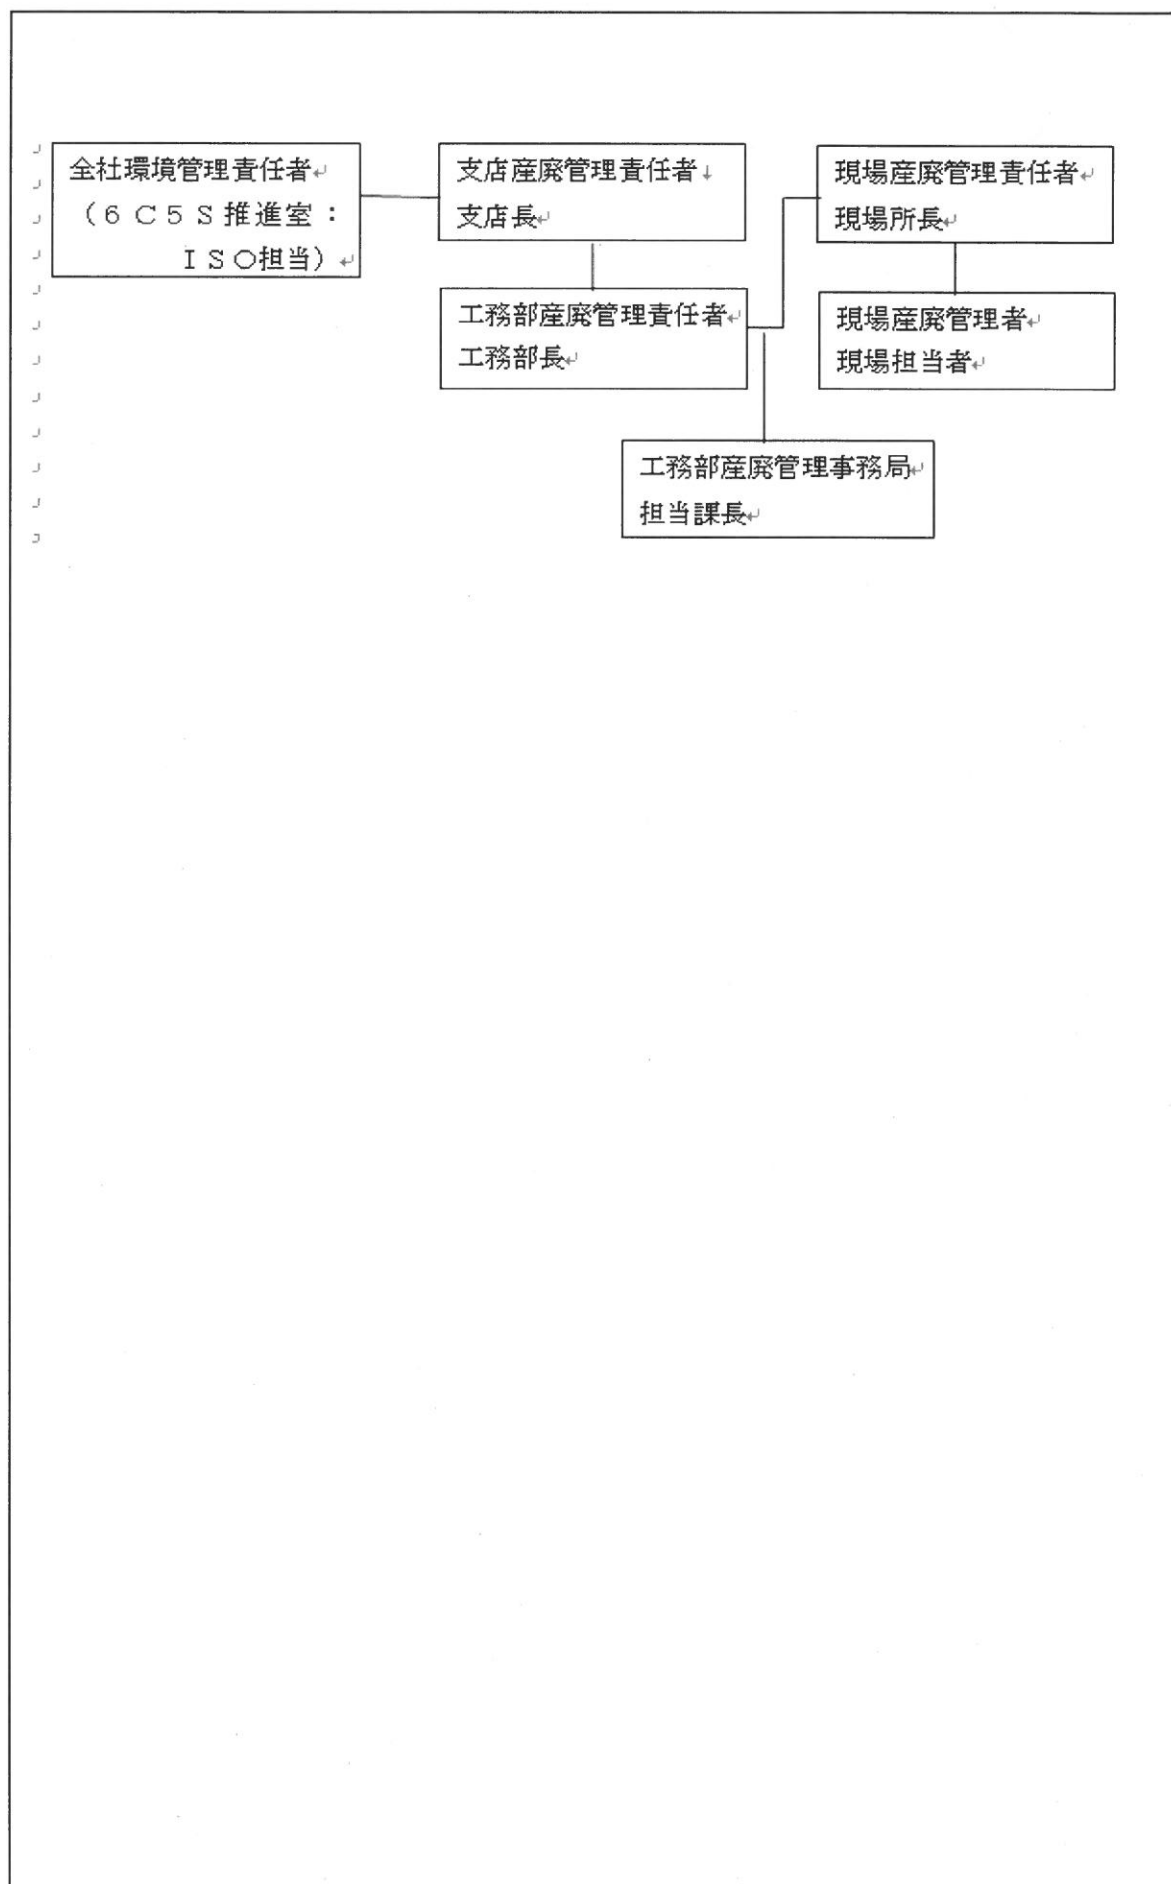 全社環境管理責任者
（６Ｃ５Ｓ推進室：
ＩＳＯ担当）
支店産廃管理責任者
支店長
工務部産廃管理責任者
工務部長
現場産廃管理責任者
現場所長
現場産廃管理者
現場担当者
工務部産廃管理事務局
担当課長